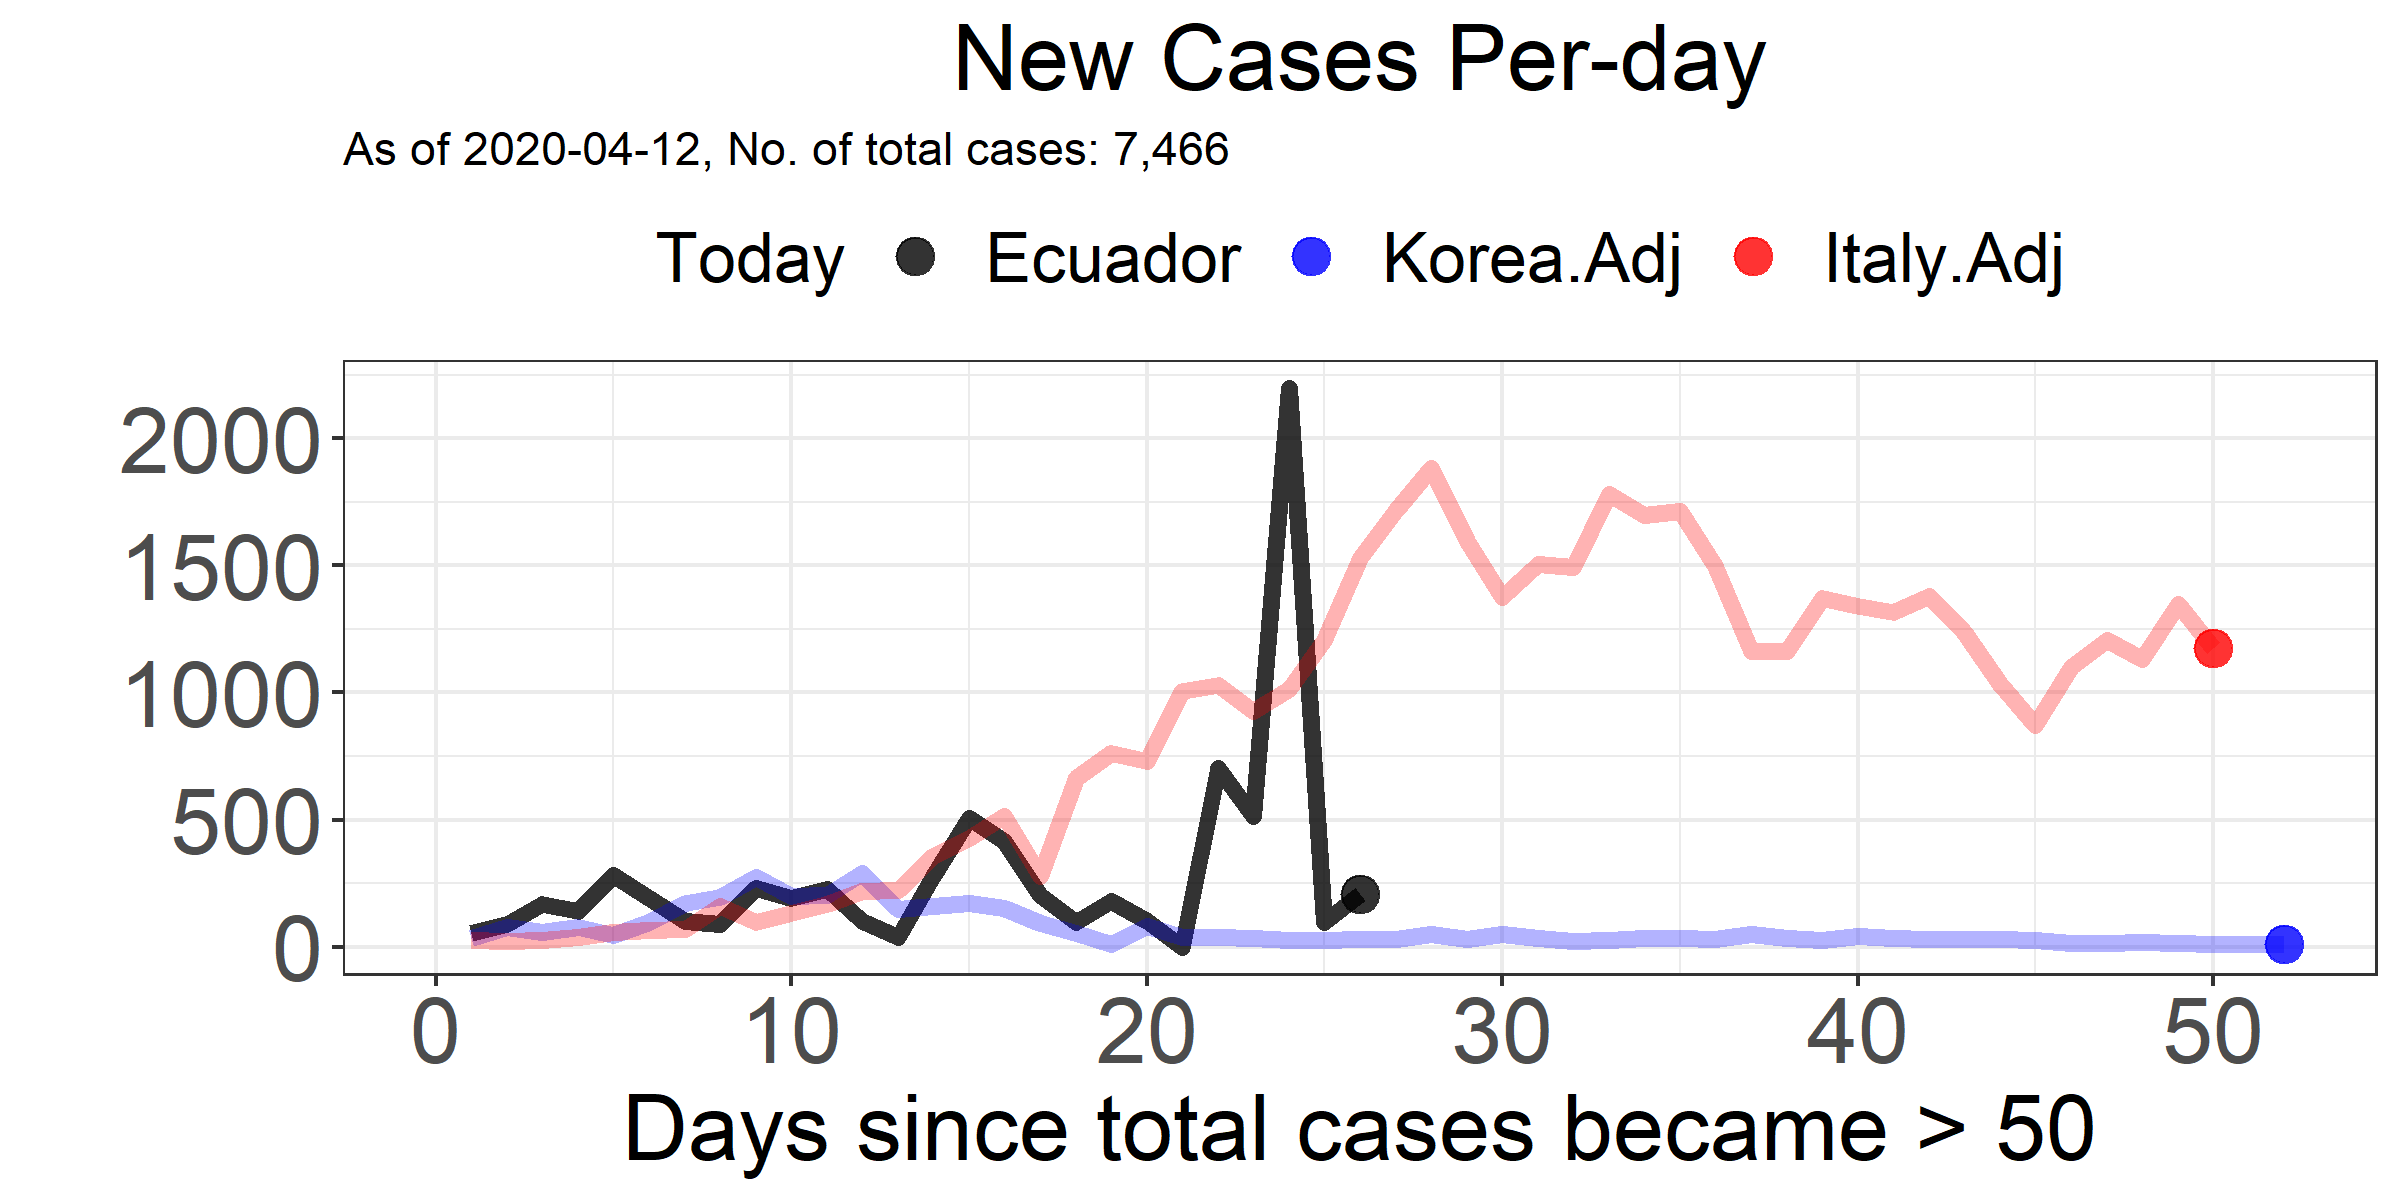 New Cases Per-day
As of 2020-04-12, No. of total cases: 7,466
Today Ecuador Korea.Adj Italy.Adj
2000
1500
1000
500
0
0 10 20 30 40 50
Days since total cases became > 50